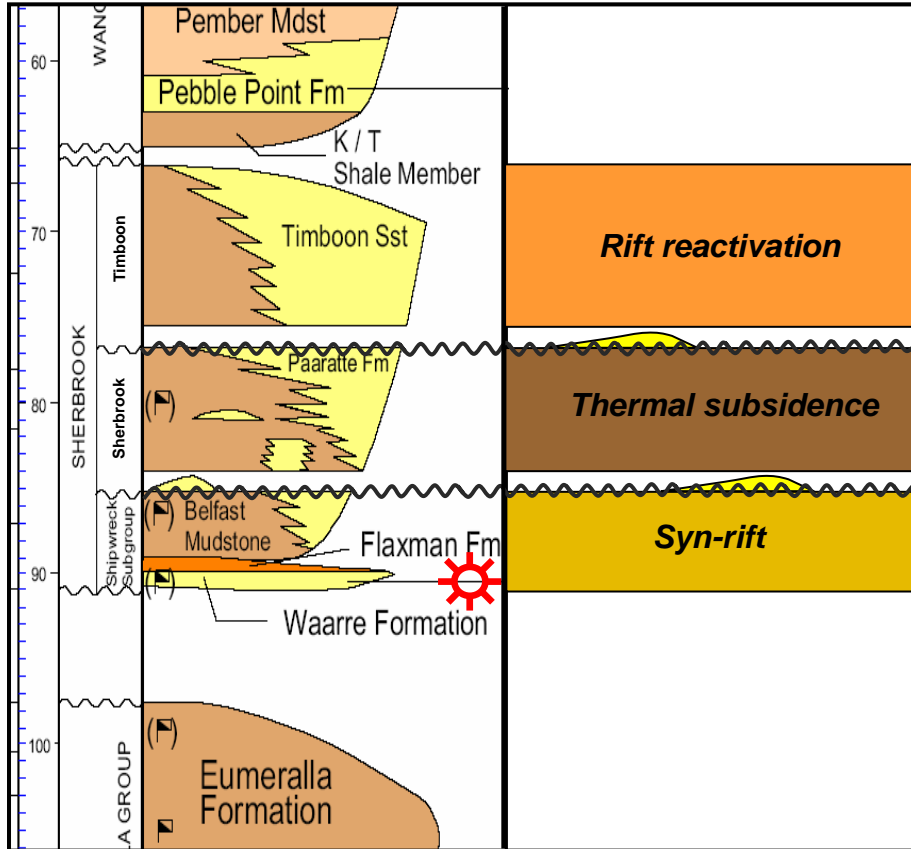 WANG
60
70
80
90
100
SHERBROOK
A GROUP
Timboon
Sherbrook
Shipwreck
Subgroup
Pember Mdst
Pebble Point Fm
K / T
Shale Member
Timboon Sst
Paaratte Fm
Belfast
Mudstone
Flaxman Fm
Waarre Formation
Eumeralla
Formation
Rift reactivation
Thermal subsidence
Syn-rift